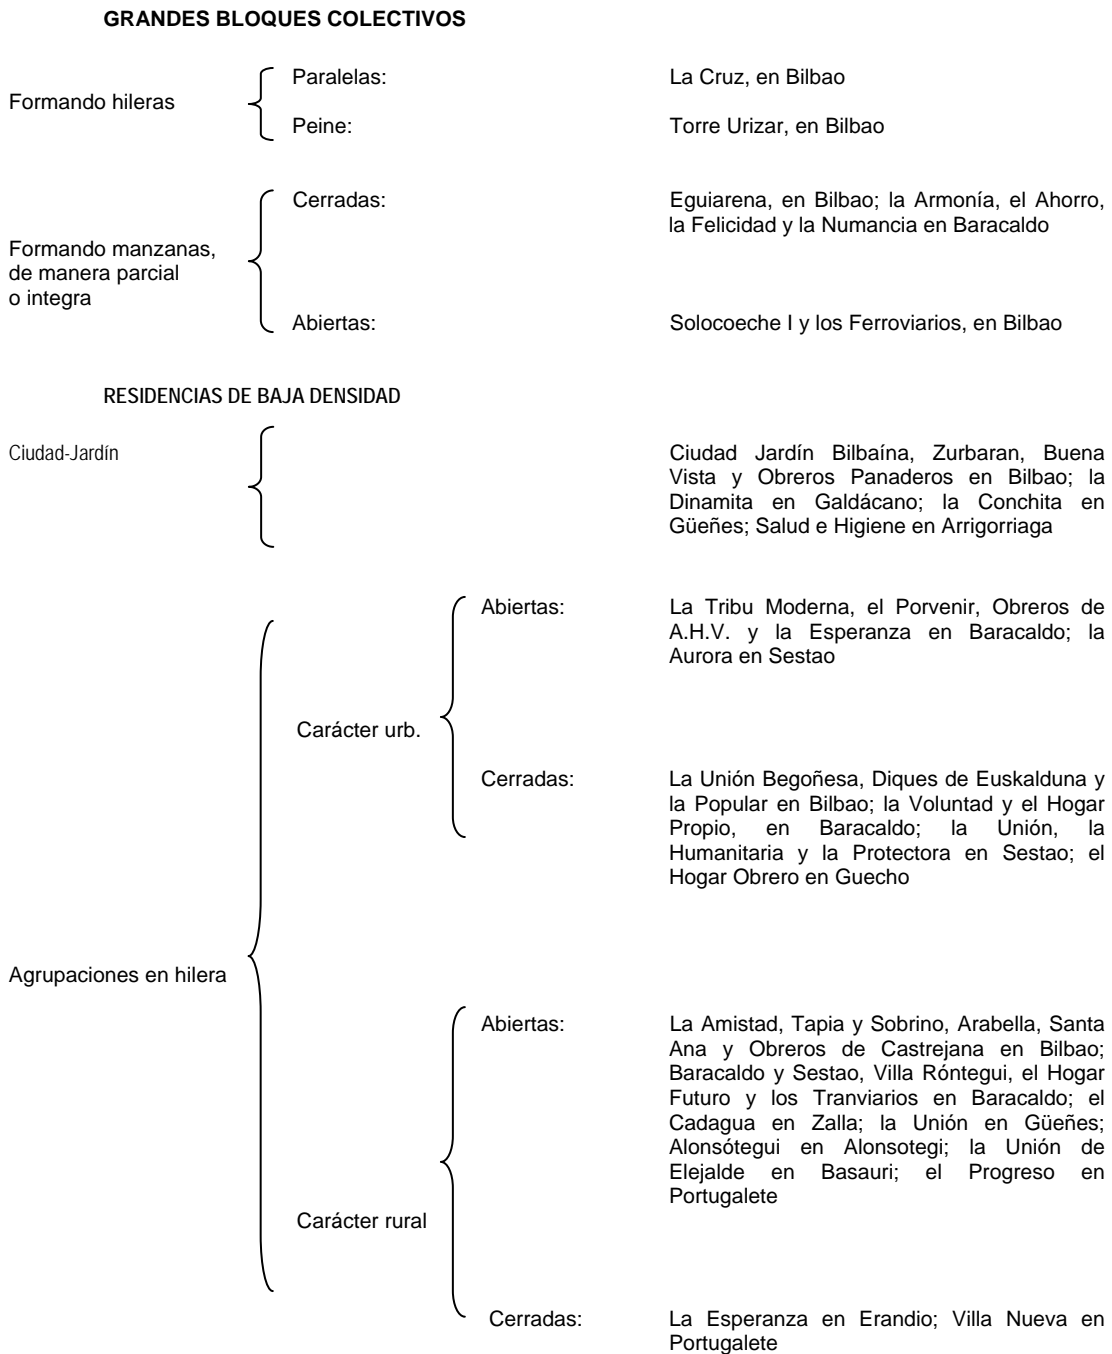 GRANDES BLOQUES COLECTIVOS
Formando hileras
Paralelas:
La Cruz, en Bilbao
Peine:
Torre Urizar, en Bilbao
Formando manzanas,
de manera parcial
o integra
Cerradas:
Eguiarena, en Bilbao; la Armonía, el Ahorro,
la Felicidad y la Numancia en Baracaldo
Abiertas:
Solocoeche I y los Ferroviarios, en Bilbao
RESIDENCIAS DE BAJA DENSIDAD
Ciudad-Jardín
Ciudad Jardín Bilbaína, Zurbaran, Buena
Vista y Obreros Panaderos en Bilbao; la
Dinamita en Galdácano; la Conchita en
Güeñes; Salud e Higiene en Arrigorriaga
Agrupaciones en hilera
Carácter urb.
Abiertas:
La Tribu Moderna, el Porvenir, Obreros de
A.H.V. y la Esperanza en Baracaldo; la
Aurora en Sestao
Cerradas:
La Unión Begoñesa, Diques de Euskalduna y
la Popular en Bilbao; la Voluntad y el Hogar
Propio, en Baracaldo; la Unión, la
Humanitaria y la Protectora en Sestao; el
Hogar Obrero en Guecho
Carácter rural
Abiertas:
La Amistad, Tapia y Sobrino, Arabella, Santa
Ana y Obreros de Castrejana en Bilbao;
Baracaldo y Sestao, Villa Róntegui, el Hogar
Futuro y los Tranviarios en Baracaldo; el
Cadagua en Zalla; la Unión en Güeñes;
Alonsótegui en Alonsotegi; la Unión de
Elejalde en Basauri; el Progreso en
Portugalete
Cerradas:
La Esperanza en Erandio; Villa Nueva en
Portugalete